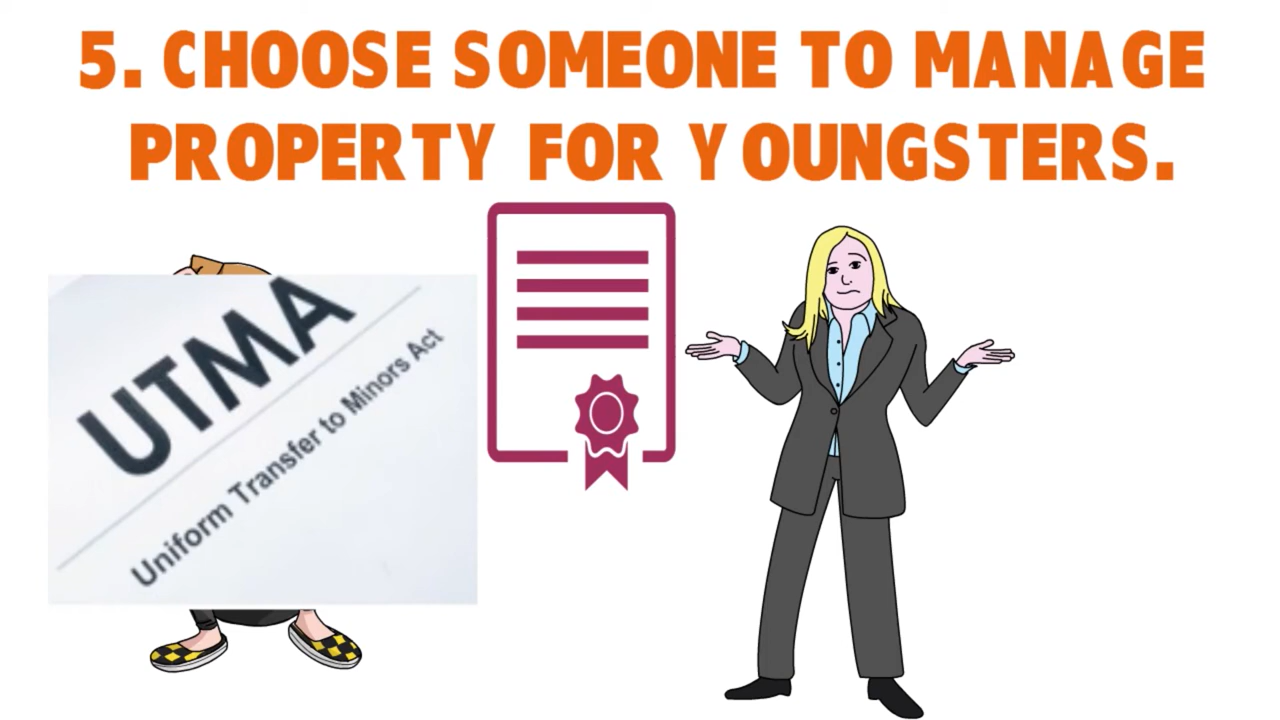 5. CHOOSE SOMEONE TO MANAGE
PROPERTY FOR YOUNGSTERS.
UTMA
Uniform Transfer to Minors Act